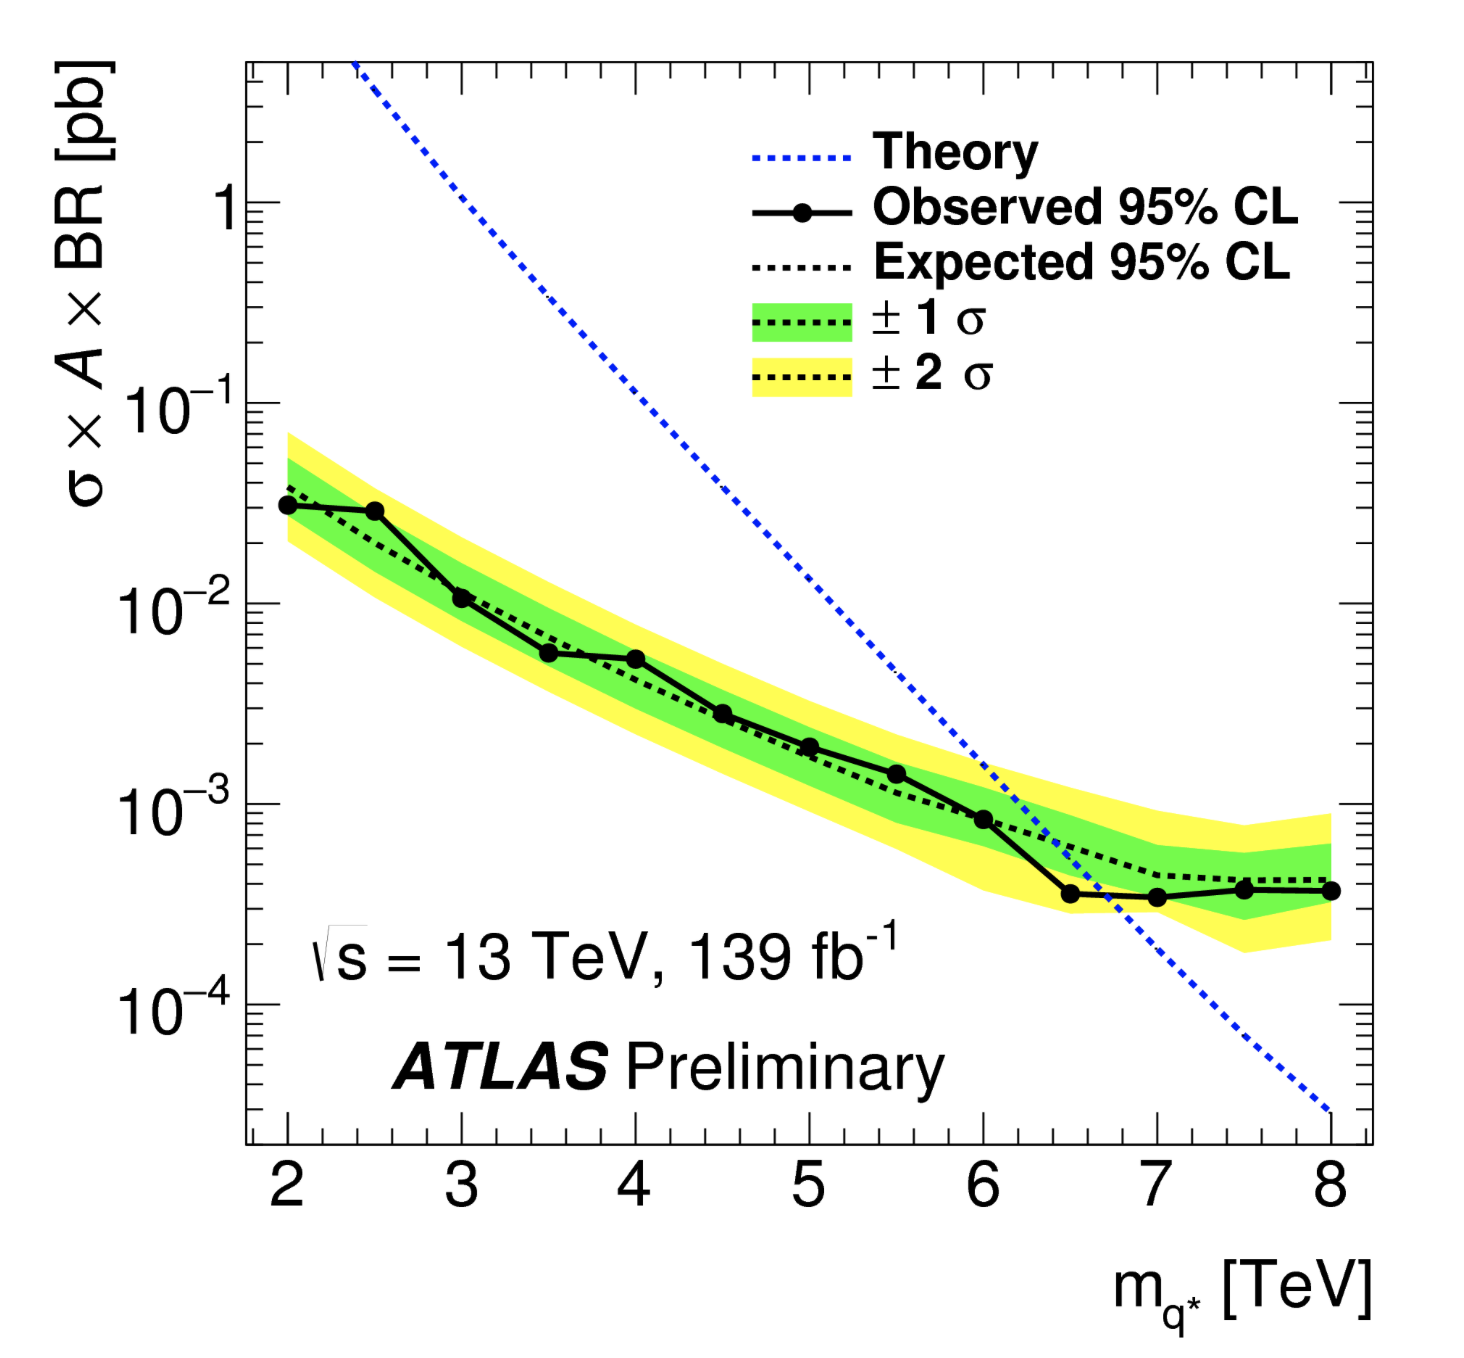 σ × A × BR [pb]
1
10⁻¹
10⁻²
10⁻³
10⁻⁴
Theory
Observed 95% CL
Expected 95% CL
± 1 σ
± 2 σ
√s = 13 TeV, 139 fb⁻¹
ATLAS Preliminary
2 3 4 5 6 7 8
m_q* [TeV]